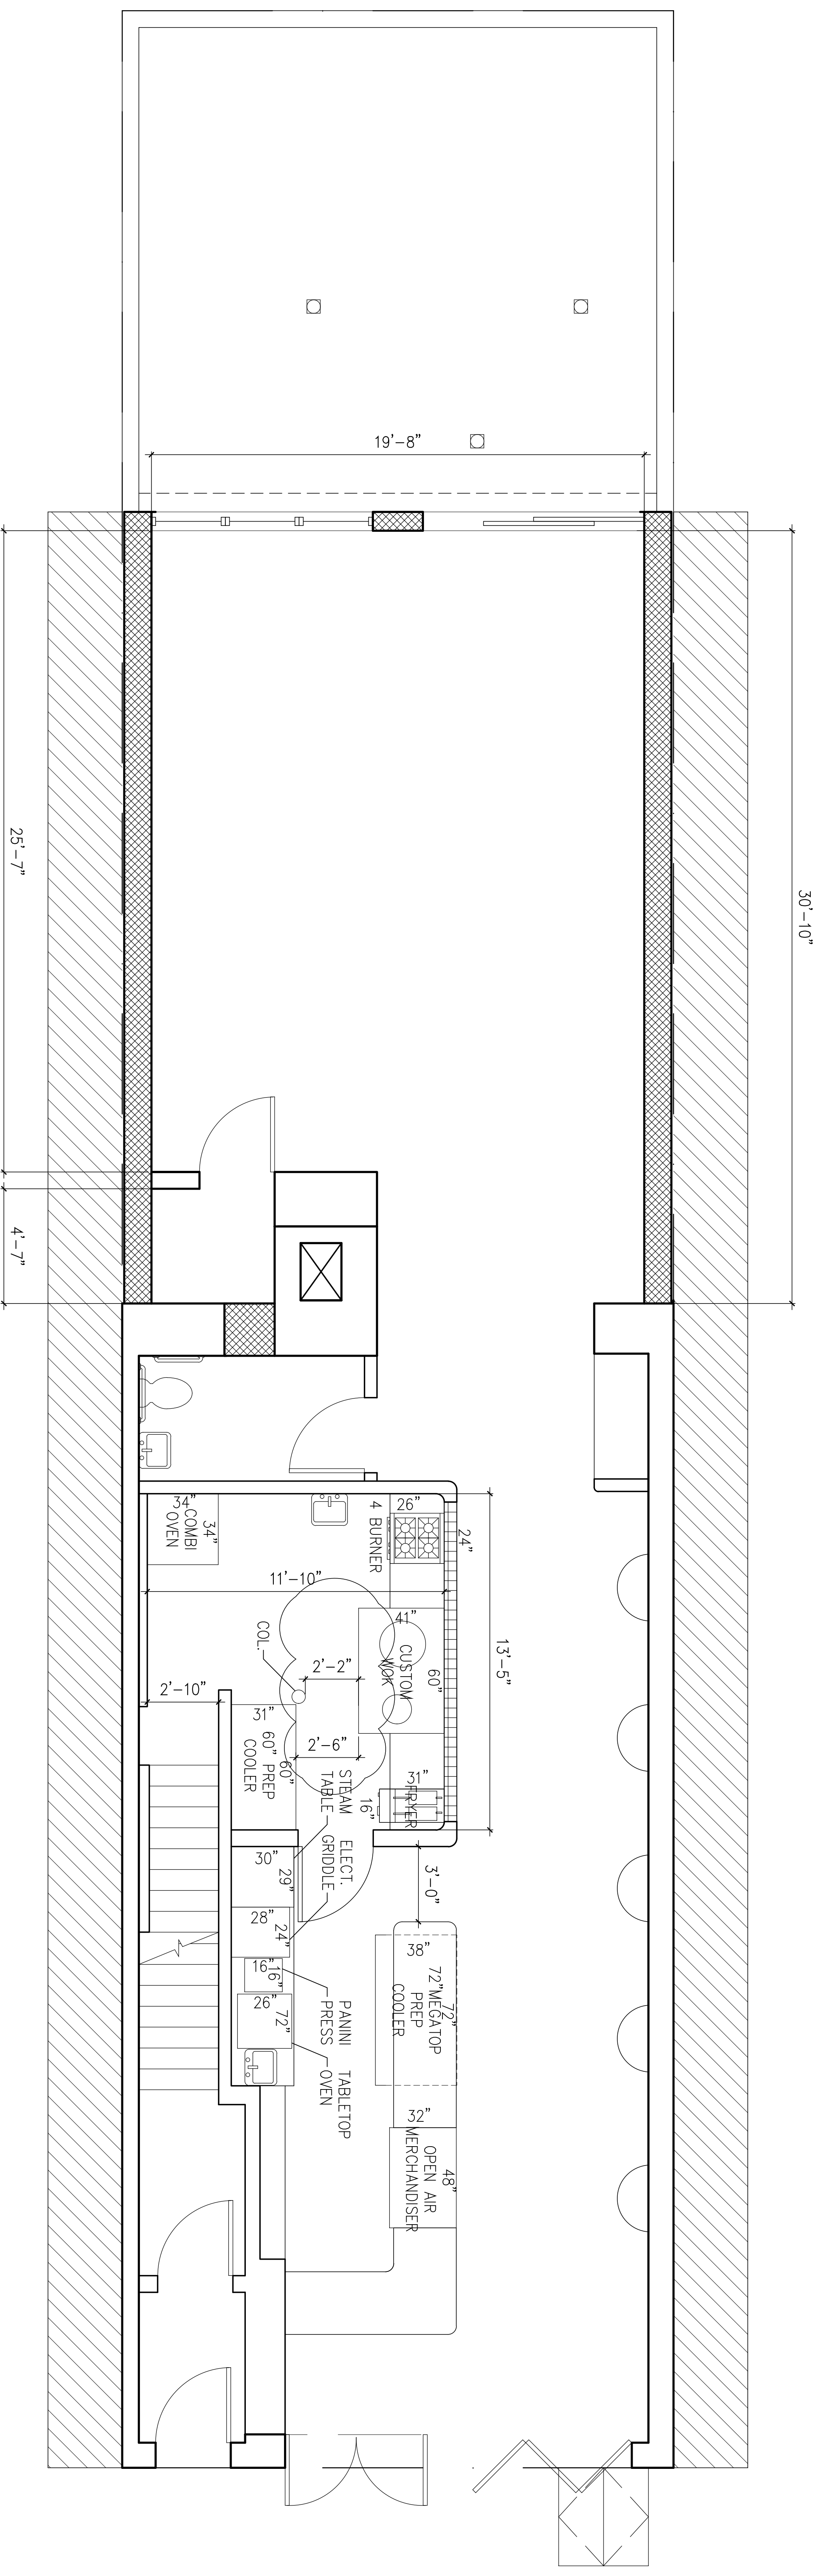 19'-8"
25'-7"
30'-10"
4'-7"
34"
34"
COMBI
OVEN
26"
4 BURNER
24"
11'-10"
13'-5"
COL.
2'-2"
41"
60"
CUSTOM
WOK
2'-10"
31"
60"
60" PREP
COOLER
2'-6"
31"
FRYER
16"
STEAM
TABLE
ELECT.
GRIDDLE
30"
29"
28"
24"
16"
16"
26"
72"
3'-0"
38"
72"
72"MEGATOP
PREP
COOLER
PANINI
PRESS
TABLETOP
OVEN
32"
48"
OPEN AIR
MERCHANDISER